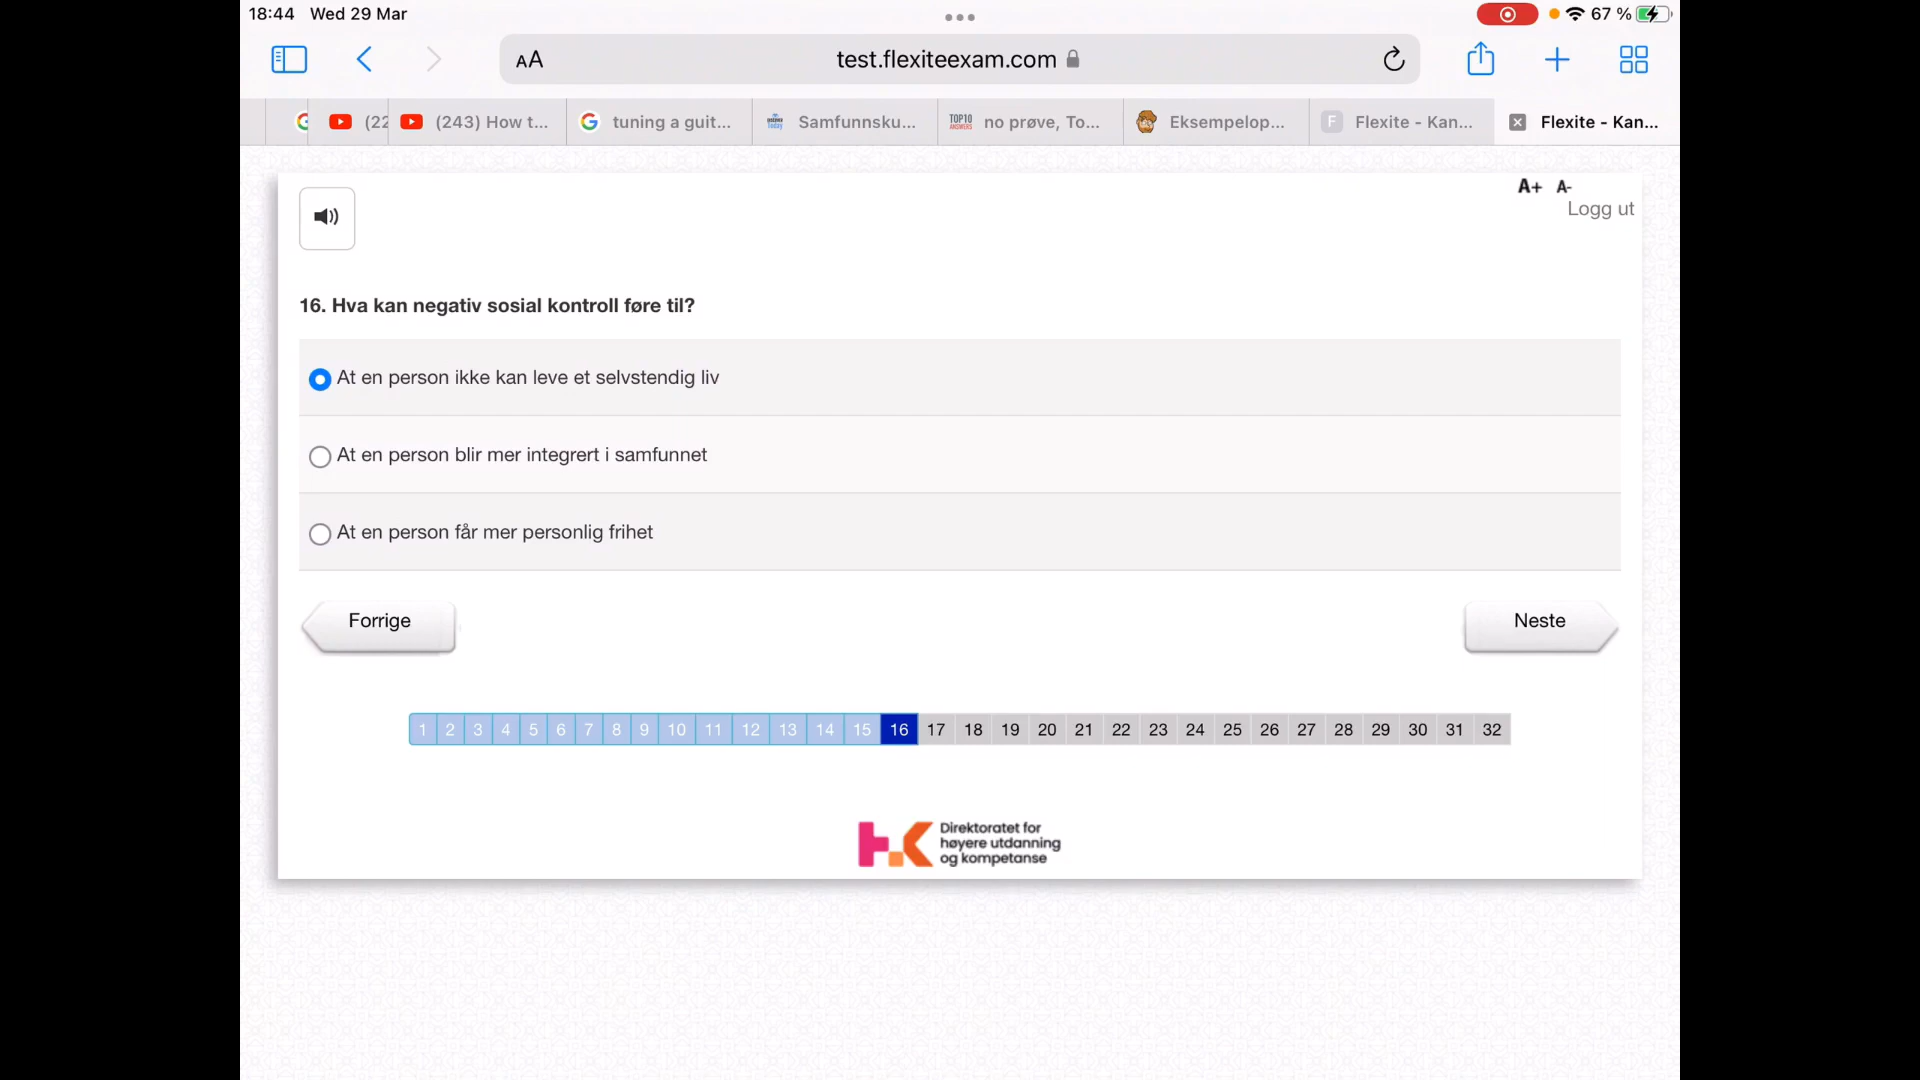 18:44 Wed 29 Mar
67 %
AA
test.flexiteexam.com
(22
(243) How t...
tuning a guit...
Samfunnsku...
TOP10 ANSWERS
no prøve, To...
Eksempelop...
F
Flexite - Kan...
Flexite - Kan...
A+ A-
Logg ut
16. Hva kan negativ sosial kontroll føre til?
At en person ikke kan leve et selvstendig liv
At en person blir mer integrert i samfunnet
At en person får mer personlig frihet
Forrige
Neste
1 2 3 4 5 6 7 8 9 10 11 12 13 14 15 16 17 18 19 20 21 22 23 24 25 26 27 28 29 30 31 32
Direktoratet for
høyere utdanning
og kompetanse